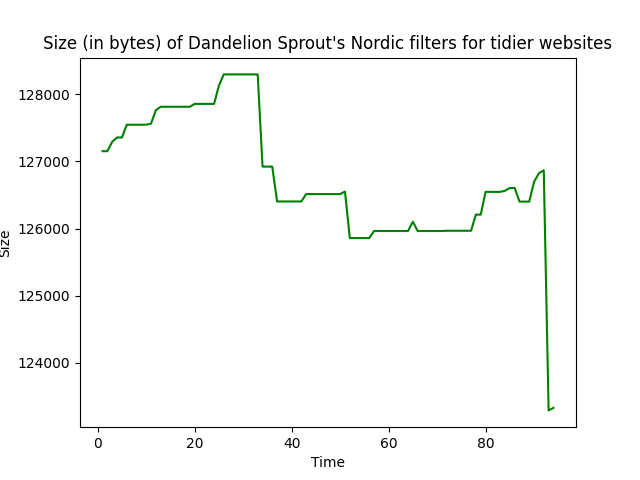 Size (in bytes) of Dandelion Sprout's Nordic filters for tidier websites
128000
127000
126000
125000
124000
Size
0 20 40 60 80
Time